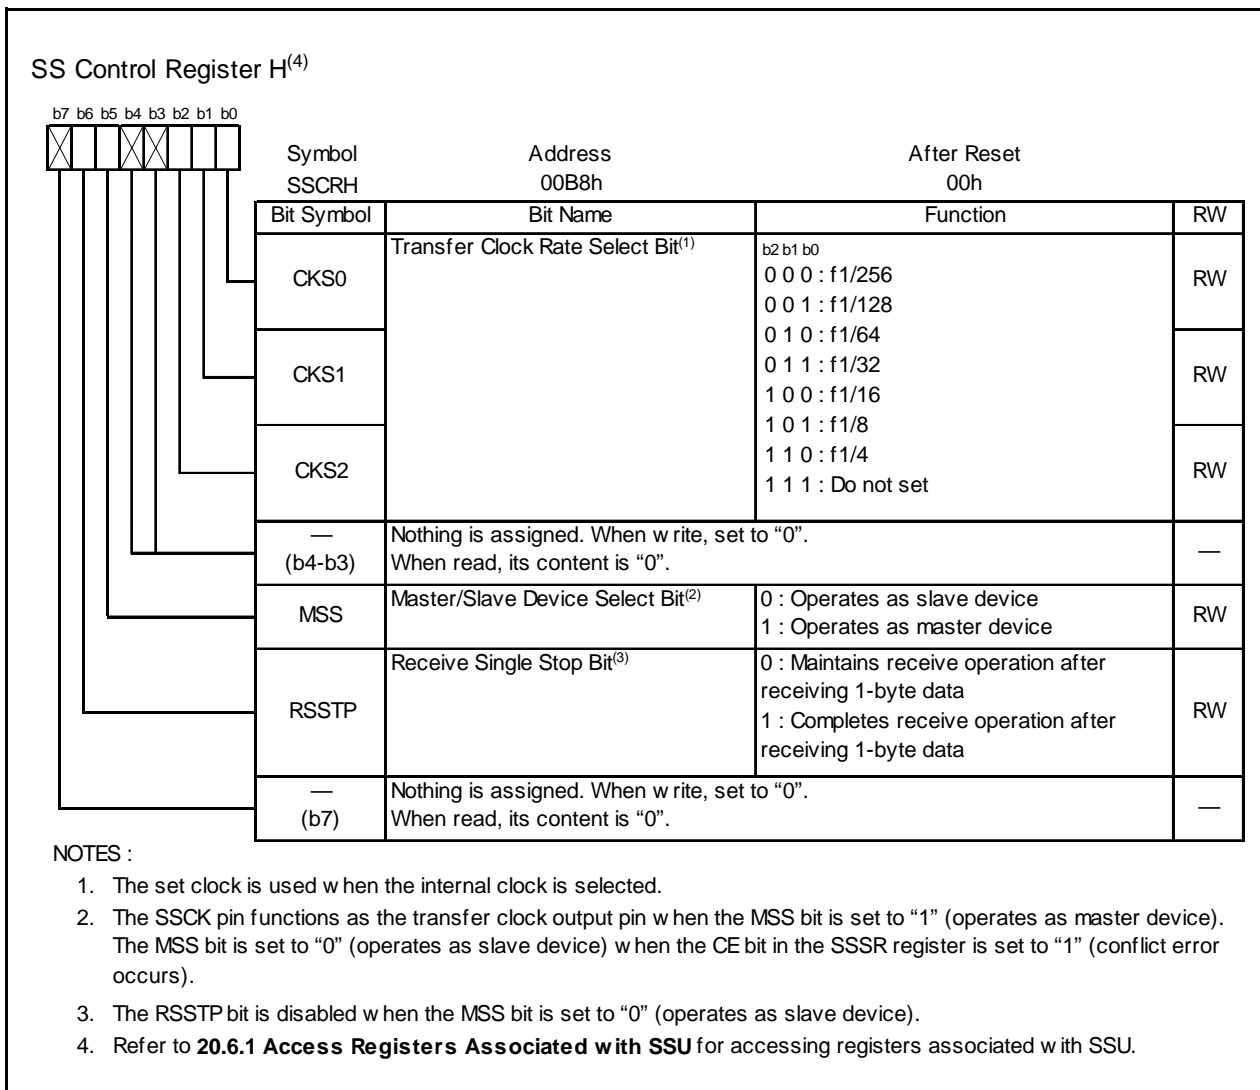 SS Control Register H(4)
b7 b6 b5 b4 b3 b2 b1 b0
Symbol Address After Reset
SSCRH 00B8h 00h
Bit Symbol Bit Name Function RW
CKS0 Transfer Clock Rate Select Bit(1) b2 b1 b0 RW
0 0 0 : f1/256
0 0 1 : f1/128
0 1 0 : f1/64
CKS1 0 1 1 : f1/32 RW
1 0 0 : f1/16
1 0 1 : f1/8
CKS2 1 1 0 : f1/4 RW
1 1 1 : Do not set
— Nothing is assigned. When write, set to “0”. —
(b4-b3) When read, its content is “0”.
MSS Master/Slave Device Select Bit(2) 0 : Operates as slave device RW
1 : Operates as master device
RSSTP Receive Single Stop Bit(3) 0 : Maintains receive operation after RW
receiving 1-byte data
1 : Completes receive operation after
receiving 1-byte data
— Nothing is assigned. When write, set to “0”. —
(b7) When read, its content is “0”.
NOTES :
1. The set clock is used when the internal clock is selected.
2. The SSCK pin functions as the transfer clock output pin when the MSS bit is set to “1” (operates as master device).
The MSS bit is set to “0” (operates as slave device) when the CE bit in the SSSR register is set to “1” (conflict error
occurs).
3. The RSSTP bit is disabled when the MSS bit is set to “0” (operates as slave device).
4. Refer to 20.6.1 Access Registers Associated with SSU for accessing registers associated with SSU.